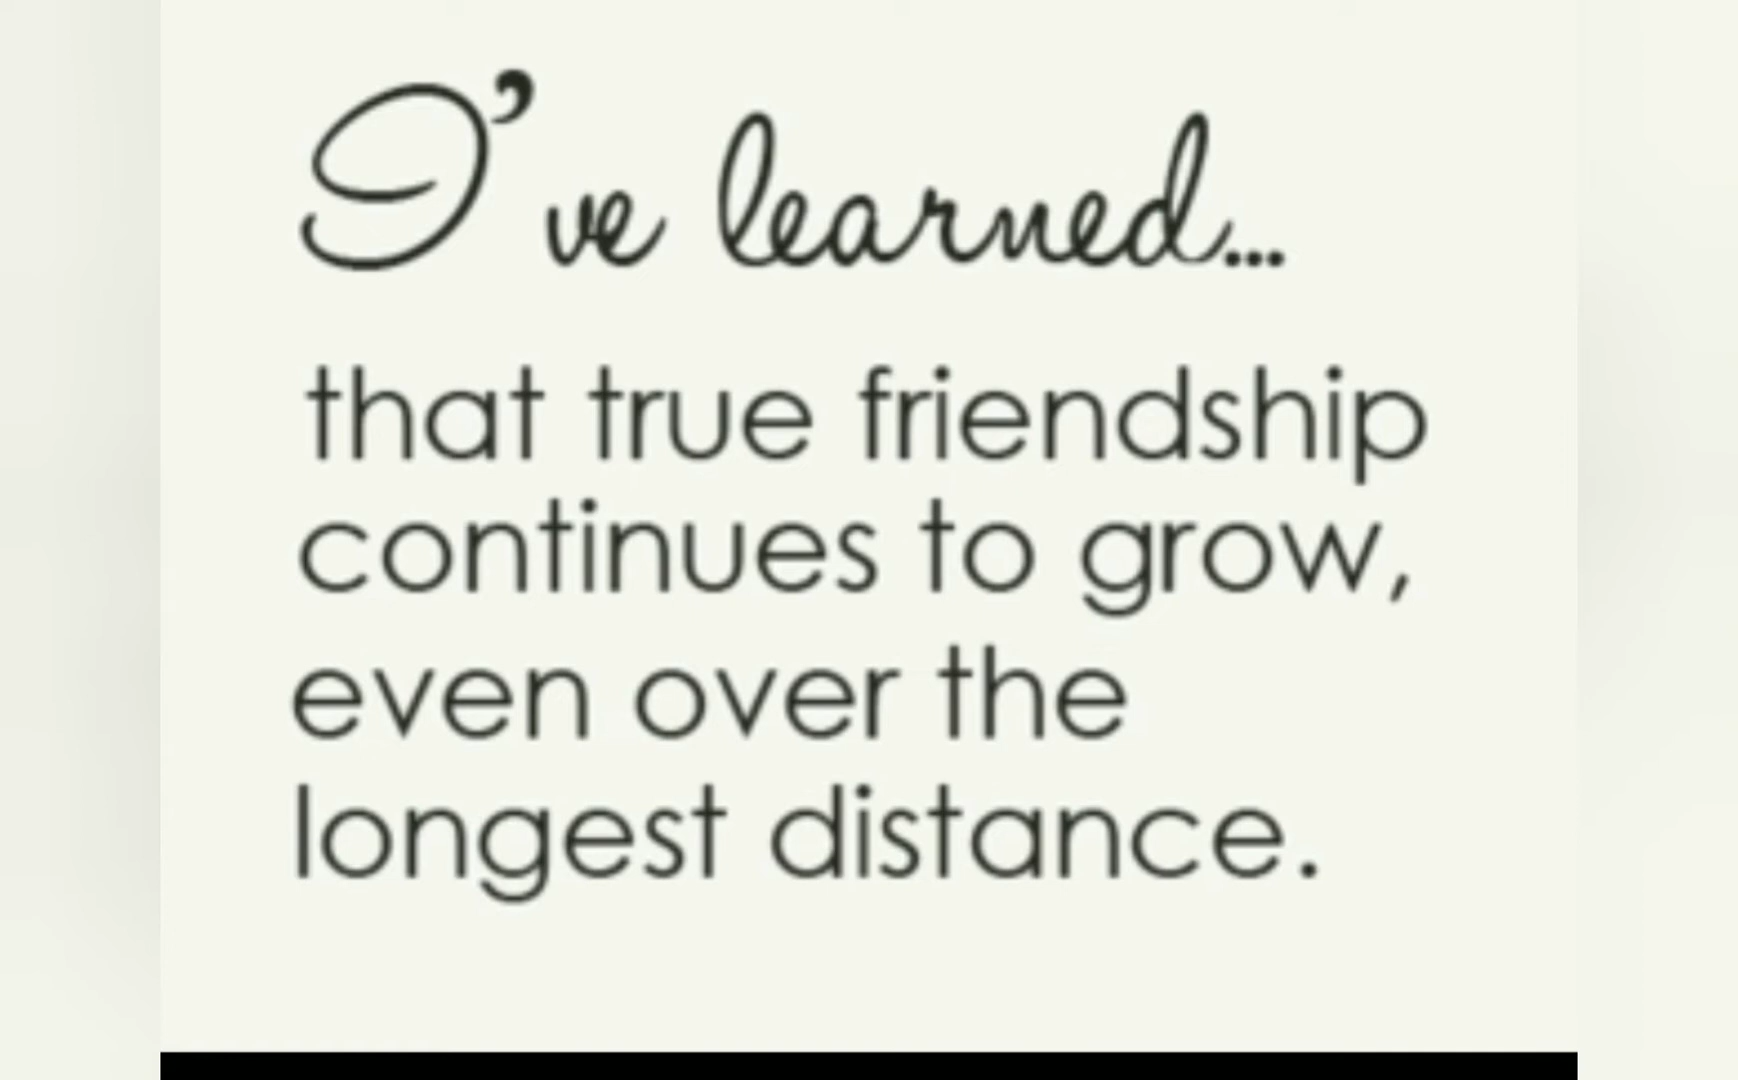 I've learned...
that true friendship
continues to grow,
even over the
longest distance.